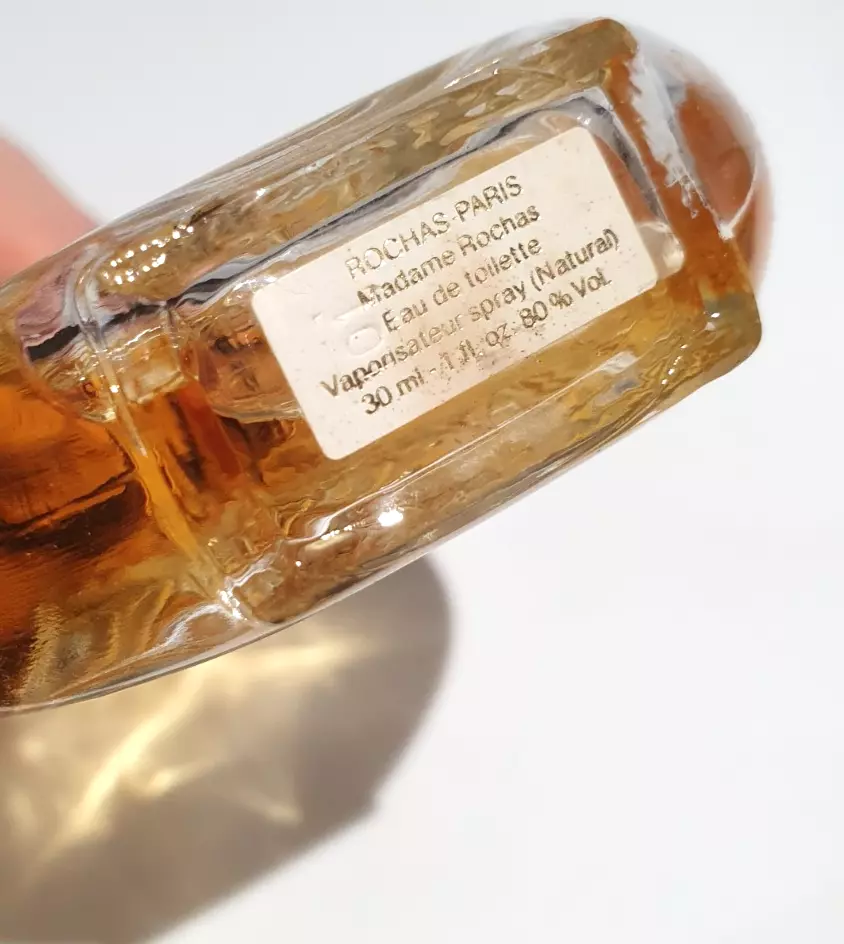 ROCHAS-PARIS
Madame Rochas
Eau de toilette
Vaporisateur spray (Natural)
30 ml - 1 fl. oz. 80% Vol.